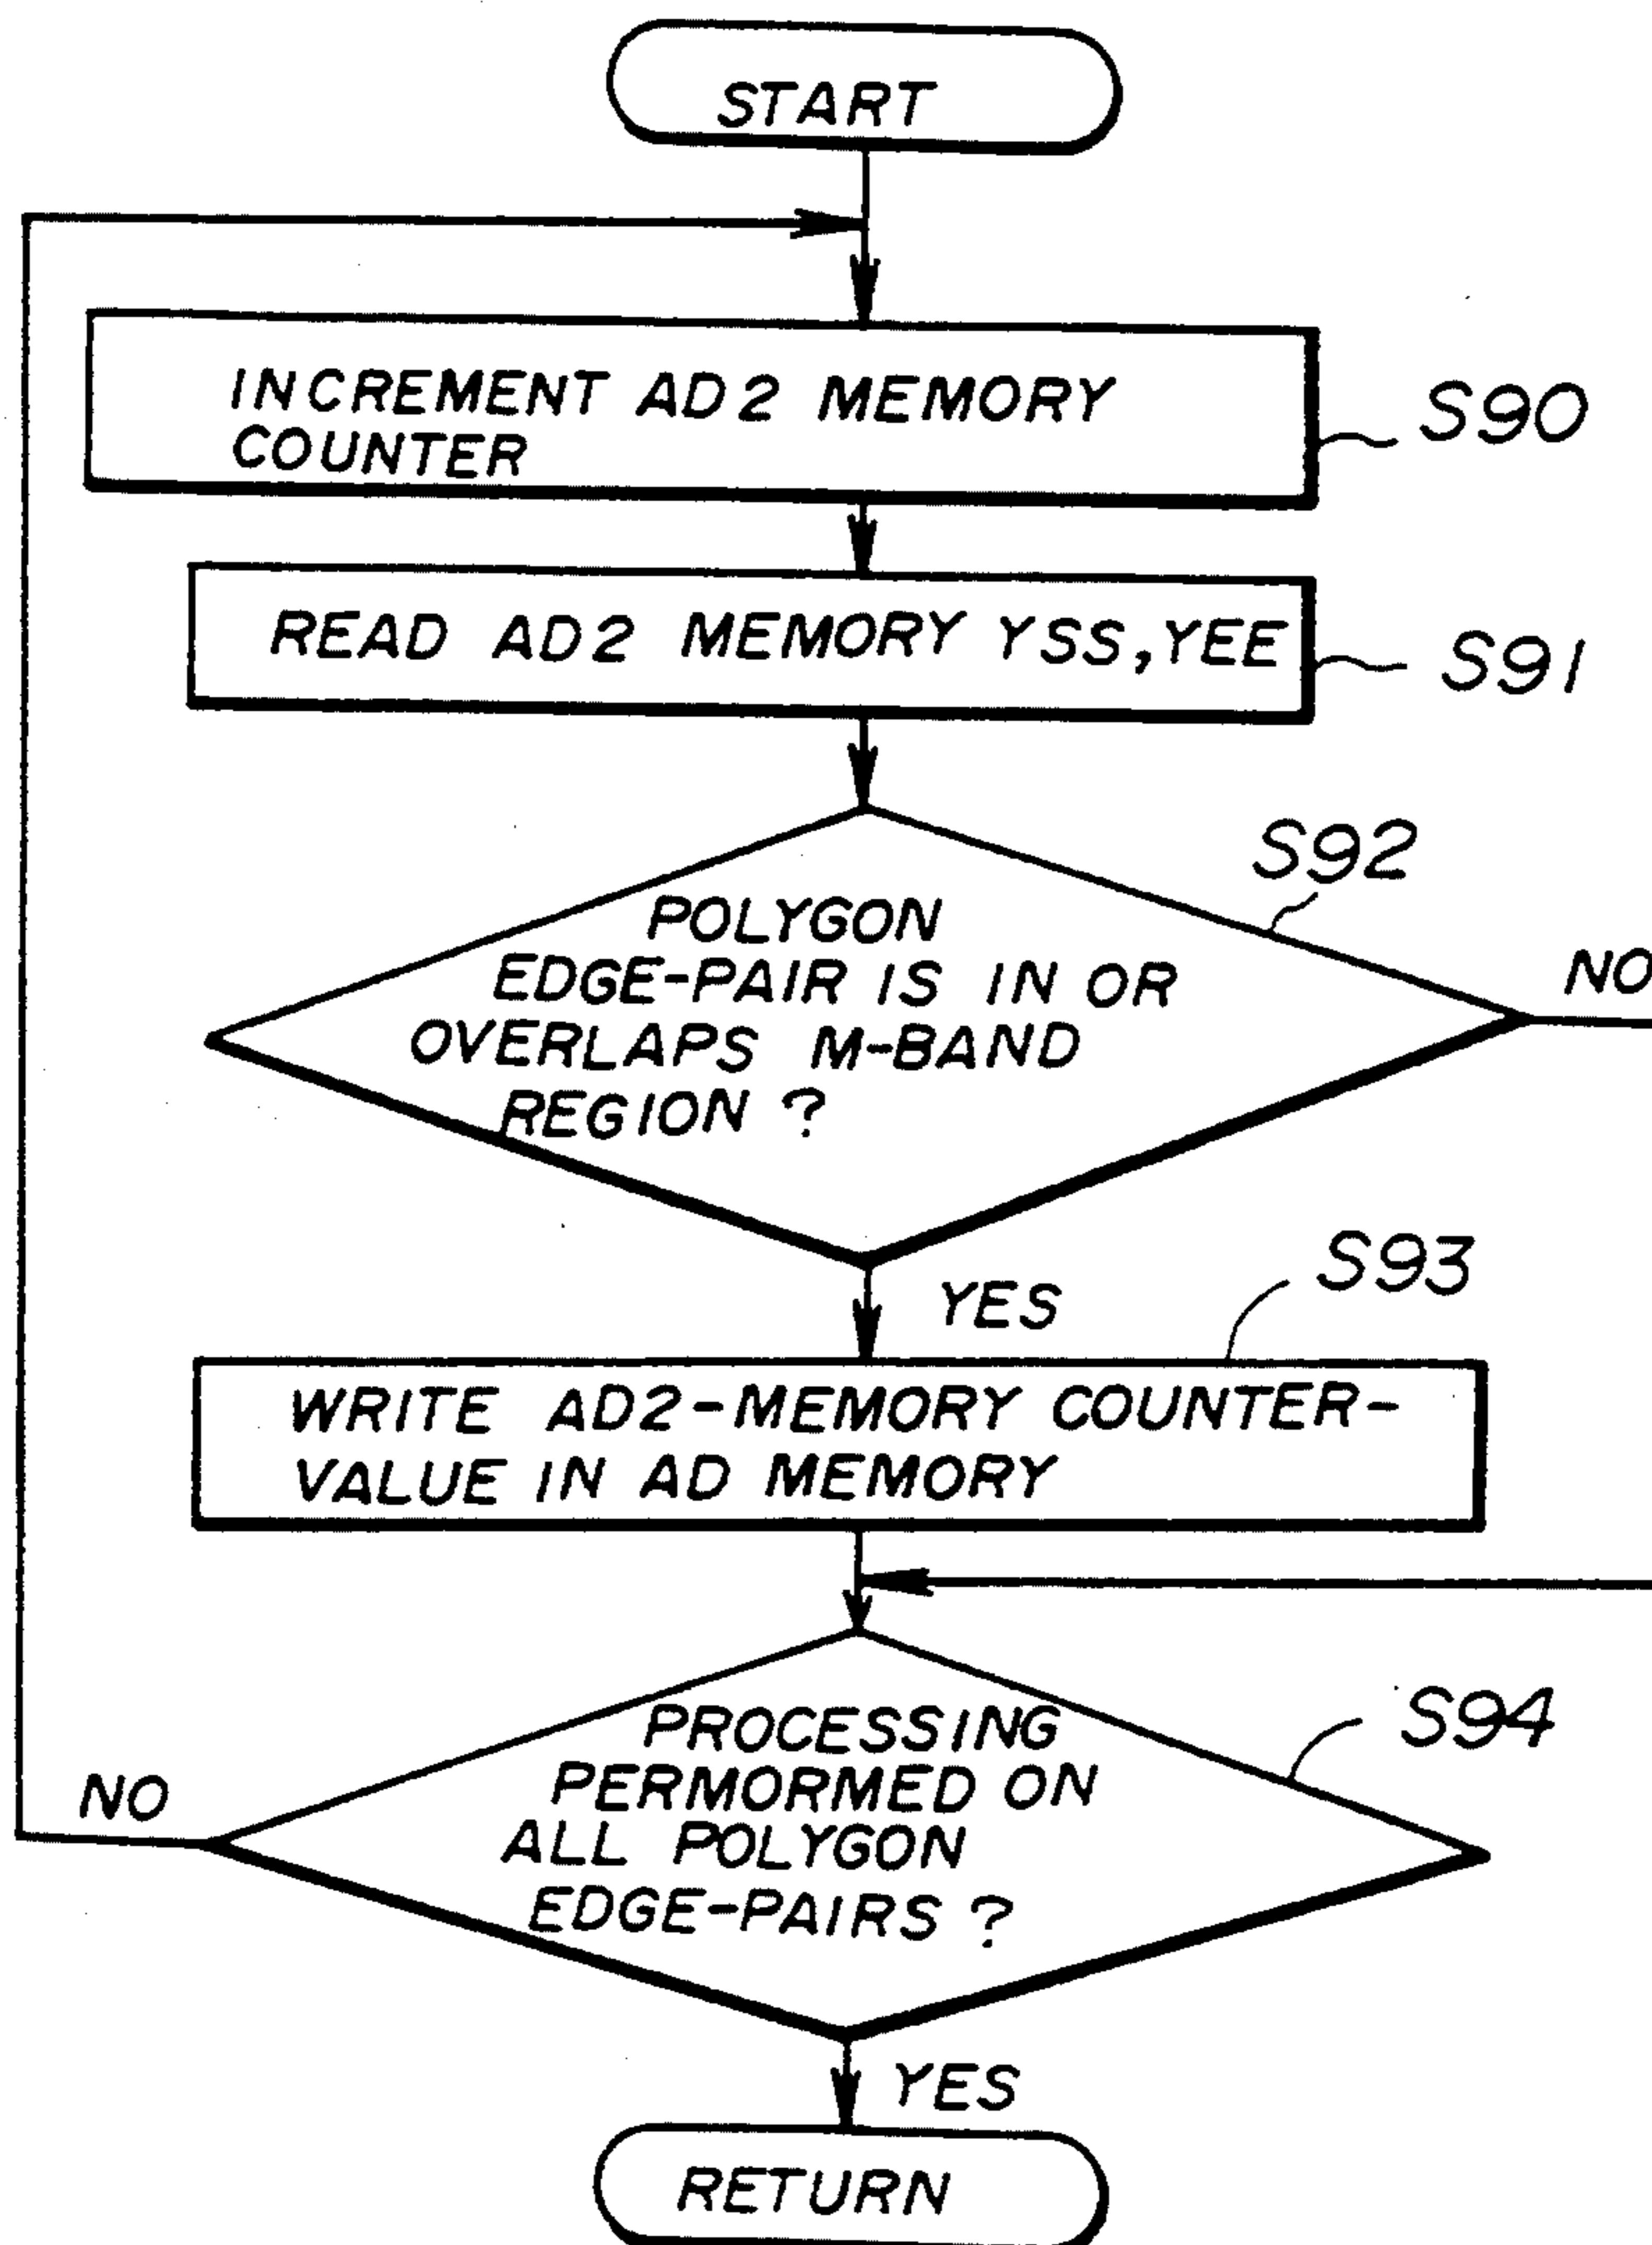 START
INCREMENT AD2 MEMORY
COUNTER
S90
READ AD2 MEMORY YSS,YEE
S91
S92
POLYGON
EDGE-PAIR IS IN OR
OVERLAPS M-BAND
REGION ?
NO
YES
S93
WRITE AD2-MEMORY COUNTER-
VALUE IN AD MEMORY
S94
PROCESSING
PERMORMED ON
ALL POLYGON
EDGE-PAIRS ?
NO
YES
RETURN